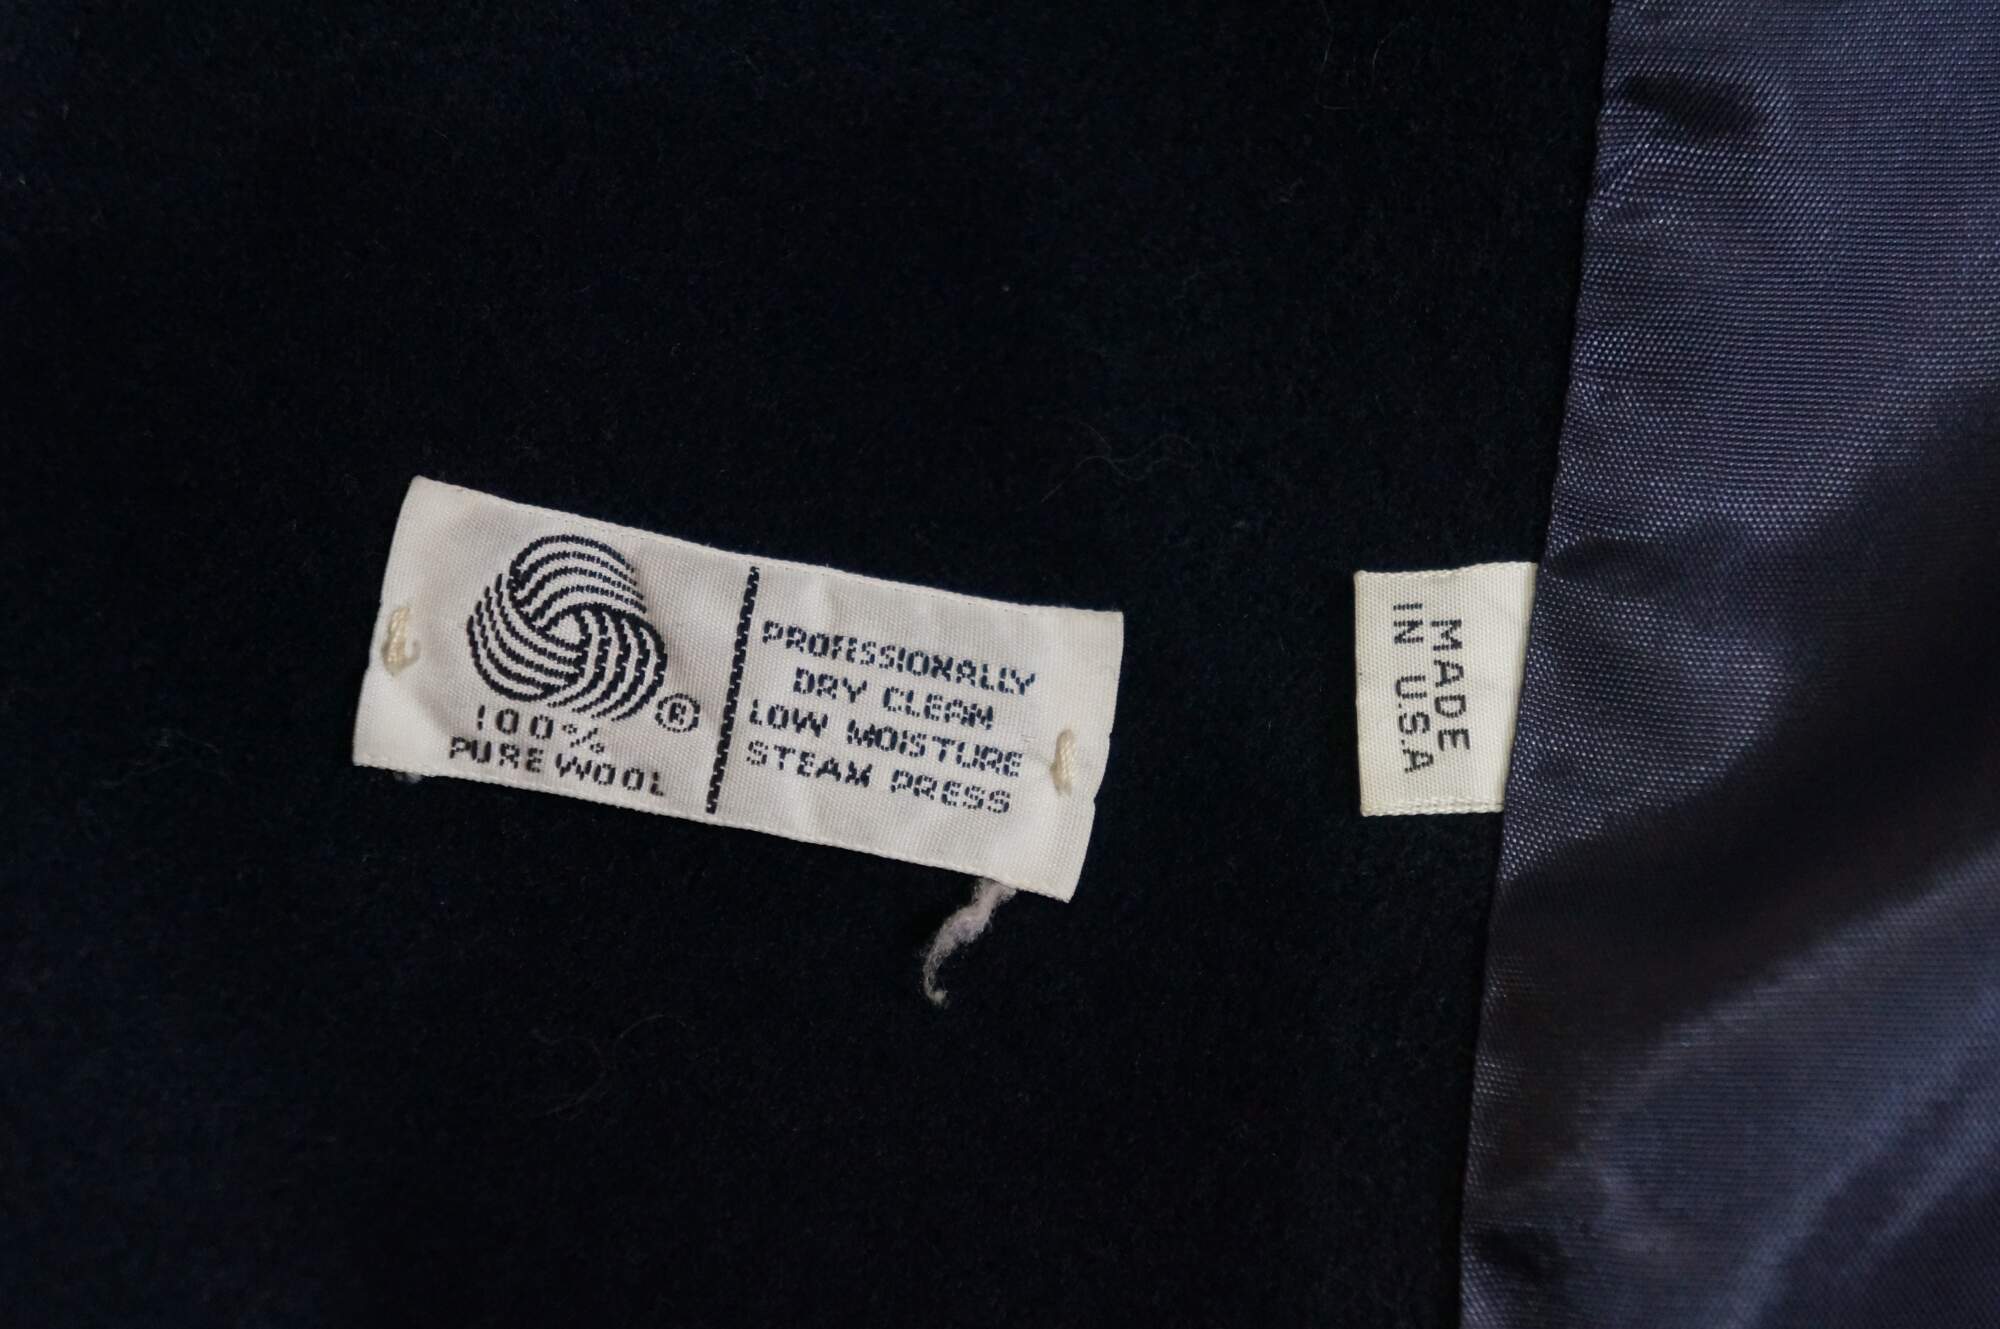 ®
100%
PURE WOOL
PROFESSIONALLY
DRY CLEAN
LOW MOISTURE
STEAM PRESS
MADE
IN U.S.A